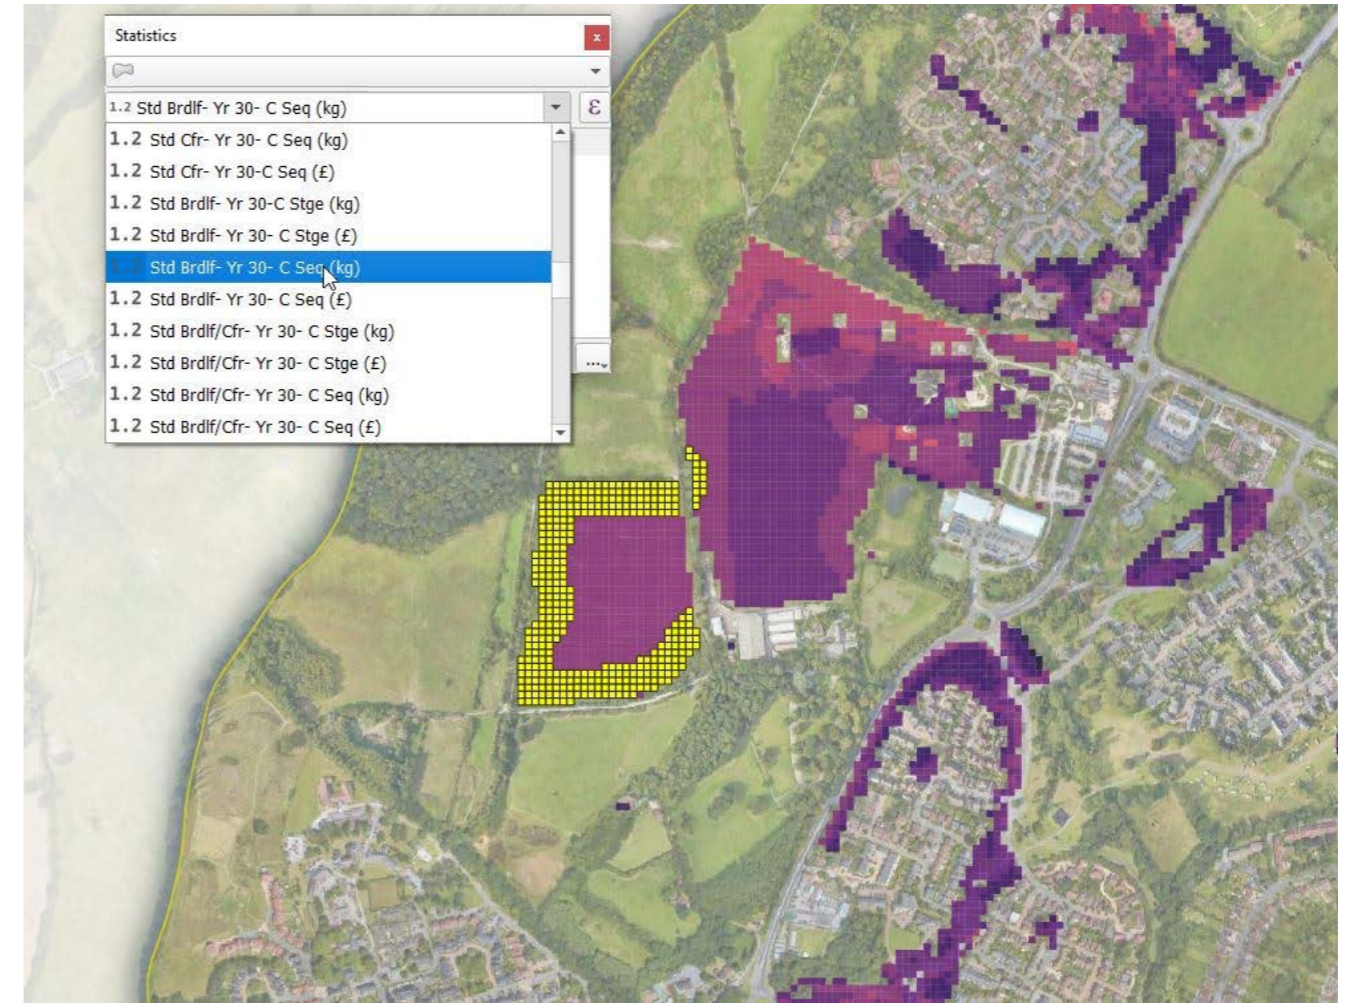 Statistics
x
1.2 Std Brdlf- Yr 30- C Seq (kg)
ε
1.2 Std Cfr- Yr 30- C Seq (kg)
1.2 Std Cfr- Yr 30-C Seq (£)
1.2 Std Brdlf- Yr 30-C Stge (kg)
1.2 Std Brdlf- Yr 30- C Stge (£)
Std Brdlf- Yr 30- C Seq (kg)
1.2 Std Brdlf- Yr 30- C Seq (£)
1.2 Std Brdlf/Cfr- Yr 30- C Stge (kg)
1.2 Std Brdlf/Cfr- Yr 30- C Stge (£)
...
1.2 Std Brdlf/Cfr- Yr 30- C Seq (kg)
1.2 Std Brdlf/Cfr- Yr 30- C Seq (£)